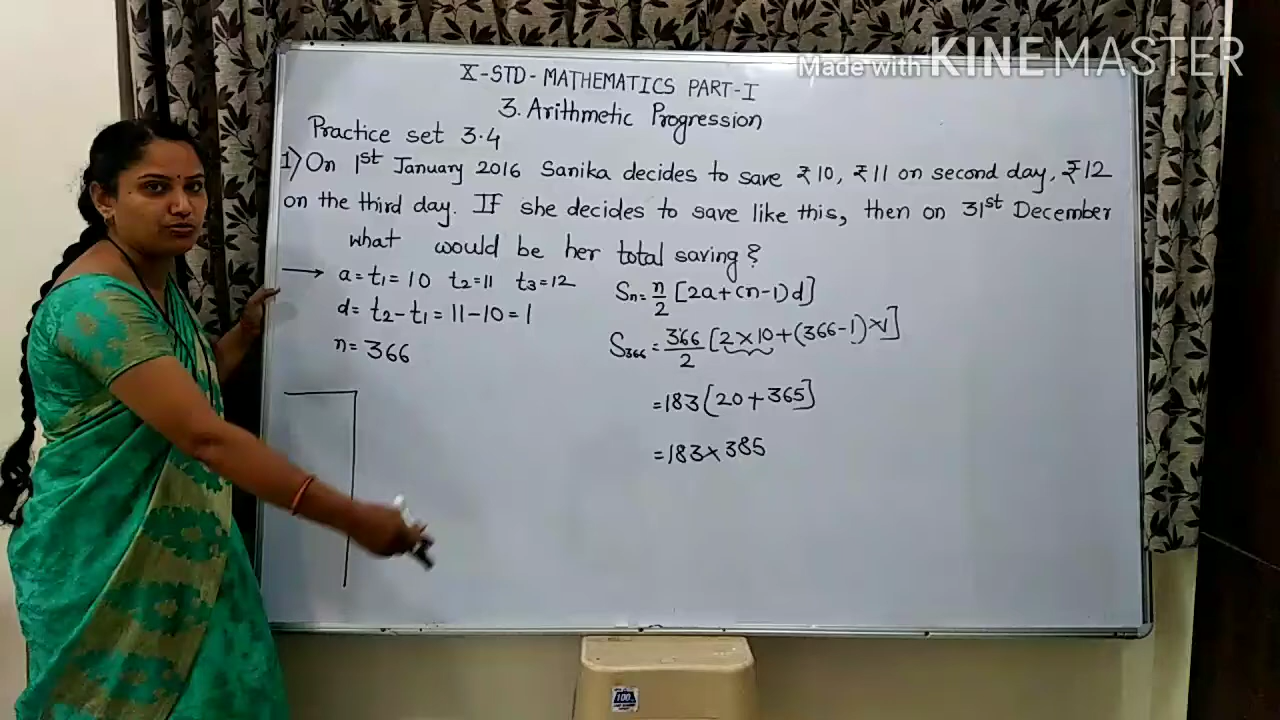 Made with KINEMASTER
X-STD-MATHEMATICS PART-I
3. Arithmetic Progression
Practice set 3.4
1) On 1st January 2016 Sanika decides to save ₹10, ₹11 on second day, ₹12
on the third day. If she decides to save like this, then on 31st December
what would be her total saving?
→ a=t1=10 t2=11 t3=12
d= t2-t1=11-10=1
n=366
Sn=n/2 [2a+(n-1)d]
S366=366/2 [2×10+(366-1)×1]
=183[20+365]
=183×385
100